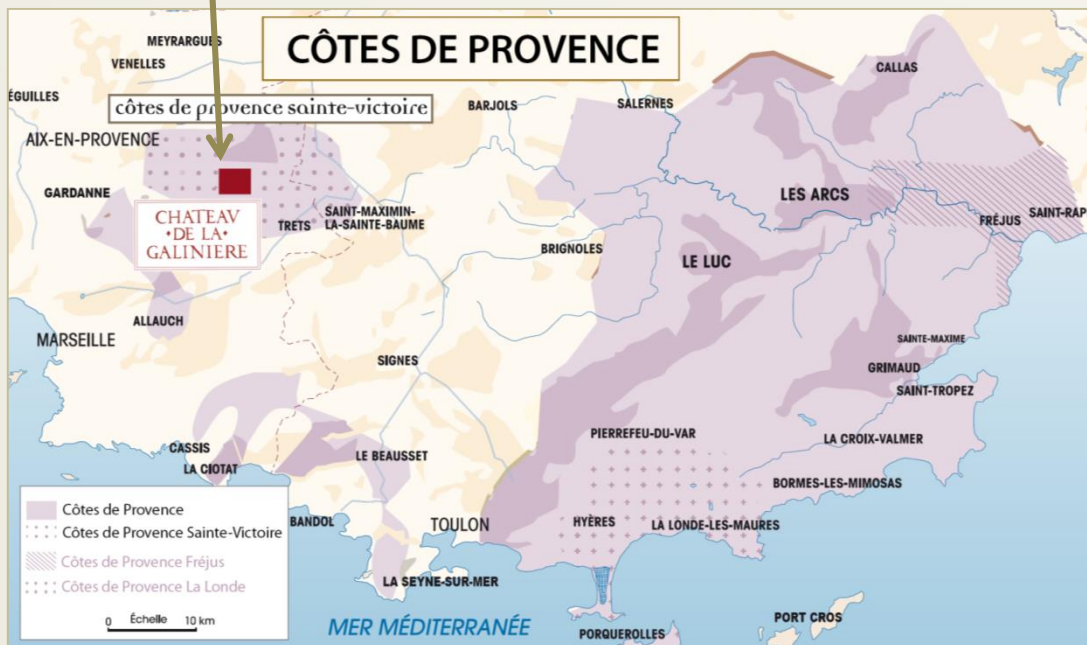 CÔTES DE PROVENCE
MEYRARGUES
VENELLES
ÉGUILLES
côtes de provence sainte-victoire
BARJOLS
SALERNES
CALLAS
AIX-EN-PROVENCE
GARDANNE
CHATEAV
•DE•LA•
GALINIERE
TRETS
SAINT-MAXIMIN-
LA-SAINTE-BAUME
BRIGNOLES
LES ARCS
LE LUC
FRÉJUS
SAINT-RAP
ALLAUCH
MARSEILLE
SIGNES
SAINTE-MAXIME
GRIMAUD
SAINT-TROPEZ
PIERREFEU-DU-VAR
LA CROIX-VALMER
CASSIS
LA CIOTAT
LE BEAUSSET
BORMES-LES-MIMOSAS
BANDOL
TOULON
HYÈRES
LA LONDE-LES-MAURES
LA SEYNE-SUR-MER
MER MÉDITERRANÉE
PORQUEROLLES
PORT CROS
Côtes de Provence
Côtes de Provence Sainte-Victoire
Côtes de Provence Fréjus
Côtes de Provence La Londe
0 Échelle 10 km